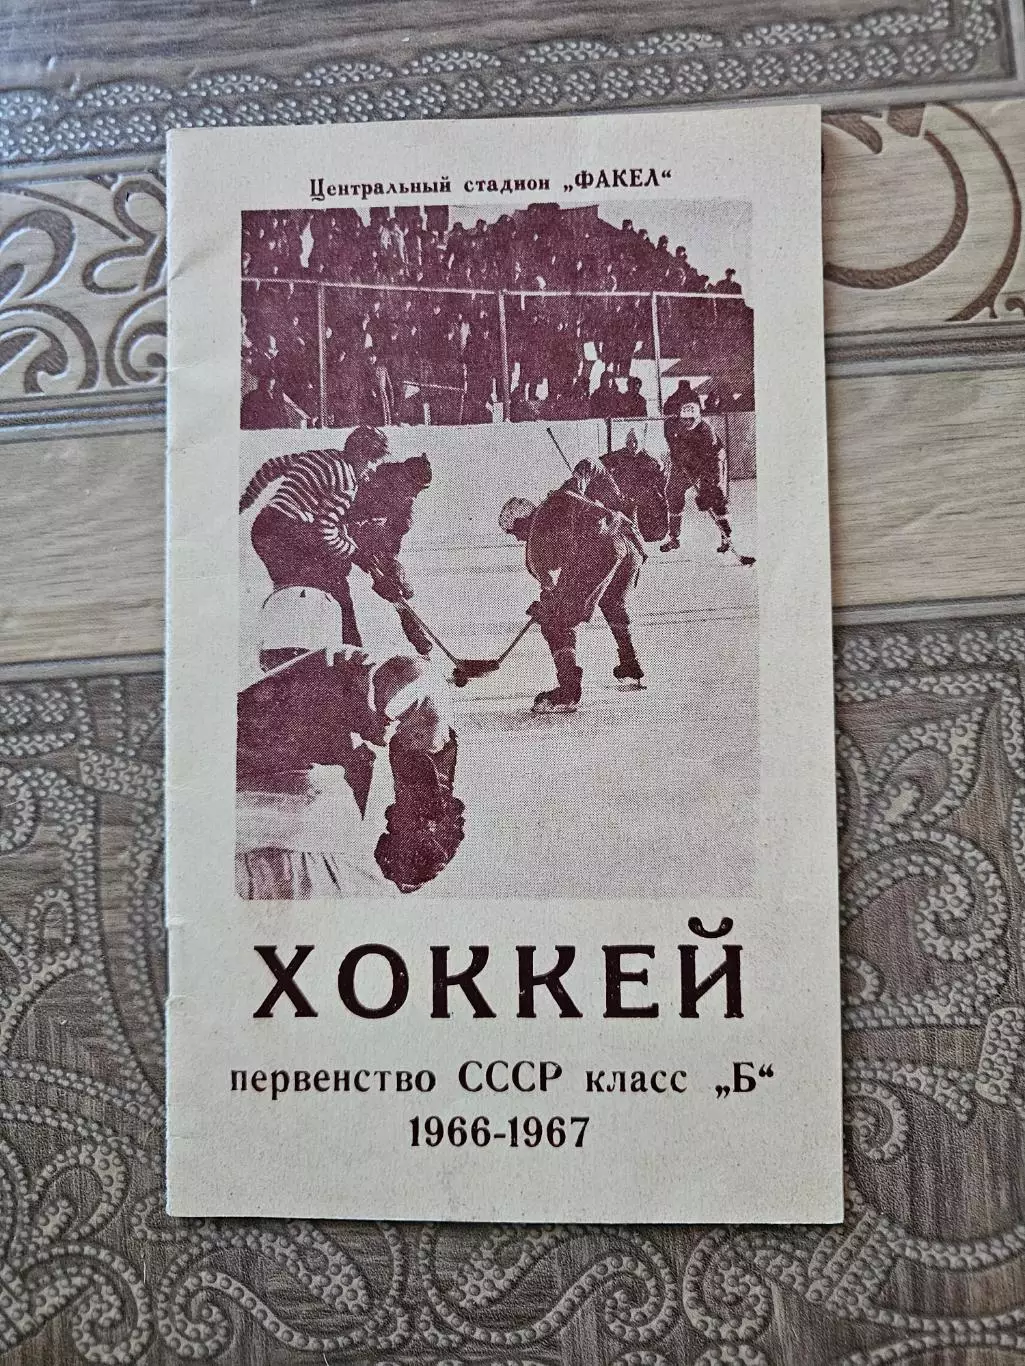 Центральный стадион „ФАКЕЛ“
ХОККЕЙ
первенство СССР класс „Б“
1966-1967